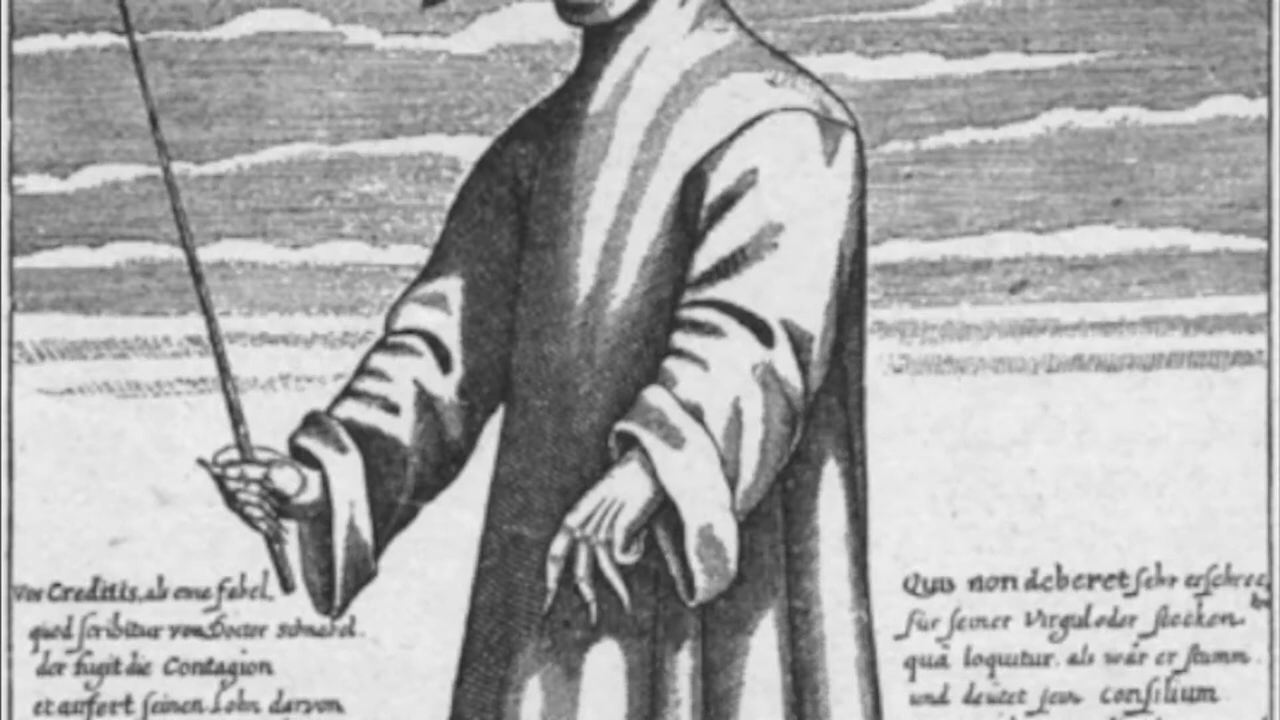 Vos Creditis, als eine fabel,
quod scribitur vom Doctor schnabel.
der fugit die Contagion
et aufert seinen Lohn darvon
Quis non deberet sehr erschrec
ken
für seiner Virgul oder stecken.
quâ loquitur, als wär er stumm.
und deütet sein consilium